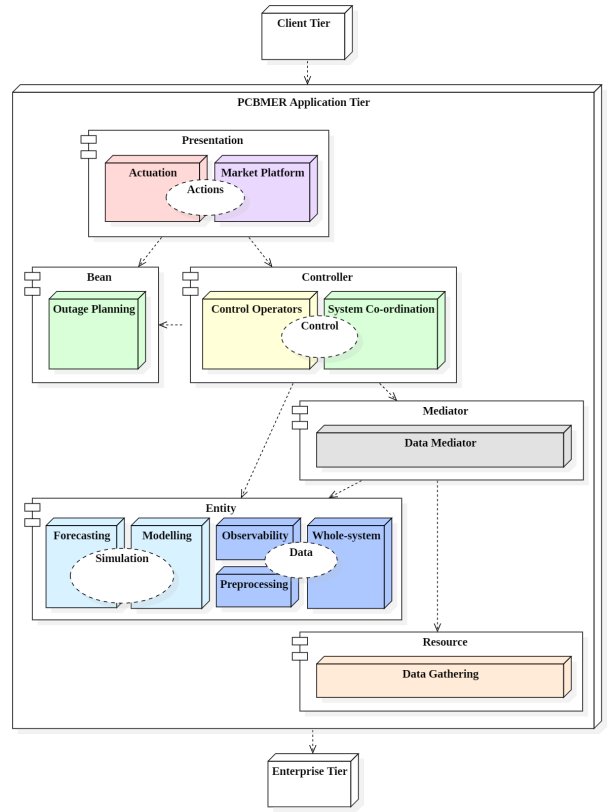 Client Tier
PCBMER Application Tier
Presentation
Actuation
Market Platform
Actions
Bean
Controller
Outage Planning
Control Operators
System Co-ordination
Control
Mediator
Data Mediator
Entity
Forecasting
Modelling
Observability
Whole-system
Simulation
Data
Preprocessing
Resource
Data Gathering
Enterprise Tier